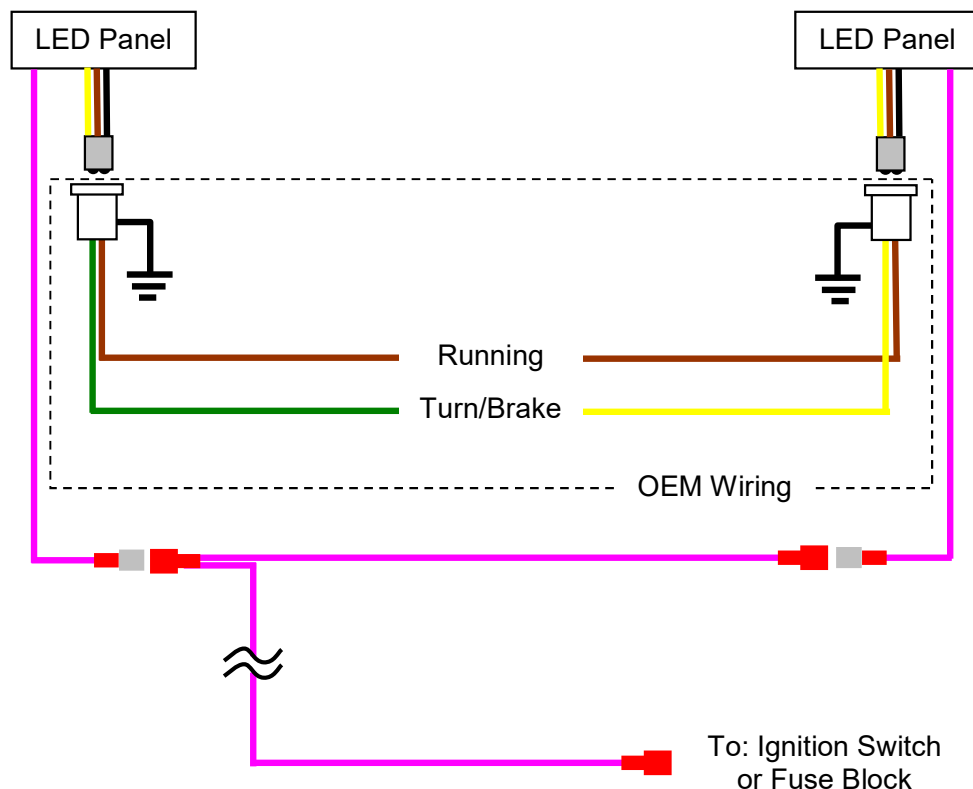 LED Panel
LED Panel
Running
Turn/Brake
OEM Wiring
To: Ignition Switch
or Fuse Block